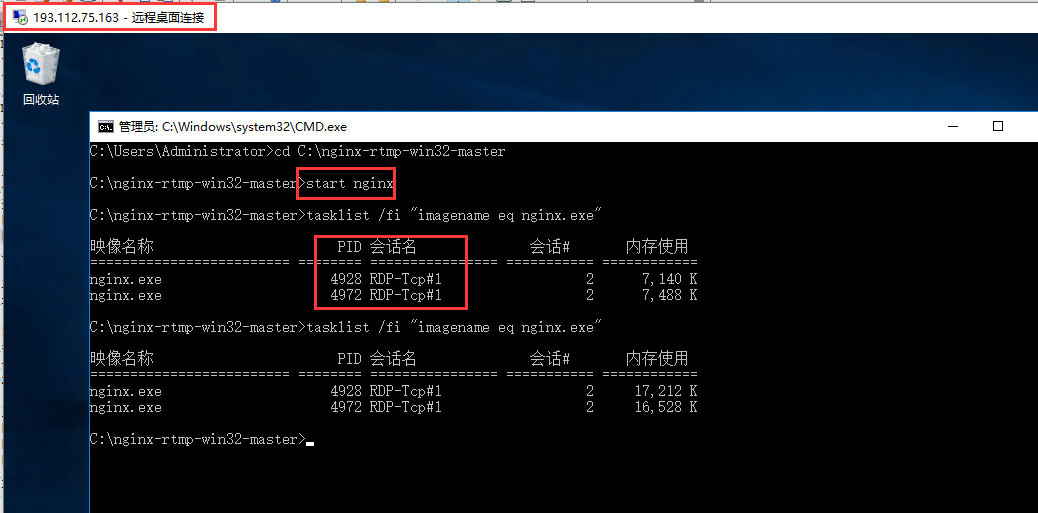 193.112.75.163 - 远程桌面连接
回收站
管理员: C:\Windows\system32\CMD.exe
C:\Users\Administrator>cd C:\nginx-rtmp-win32-master
C:\nginx-rtmp-win32-master>start nginx
C:\nginx-rtmp-win32-master>tasklist /fi "imagename eq nginx.exe"
映像名称                       PID 会话名              会话#       内存使用
========================= ======== ================ =========== ============
nginx.exe                     4928 RDP-Tcp#1                  2      7,140 K
nginx.exe                     4972 RDP-Tcp#1                  2      7,488 K
C:\nginx-rtmp-win32-master>tasklist /fi "imagename eq nginx.exe"
映像名称                       PID 会话名              会话#       内存使用
========================= ======== ================ =========== ============
nginx.exe                     4928 RDP-Tcp#1                  2     17,212 K
nginx.exe                     4972 RDP-Tcp#1                  2     16,528 K
C:\nginx-rtmp-win32-master>